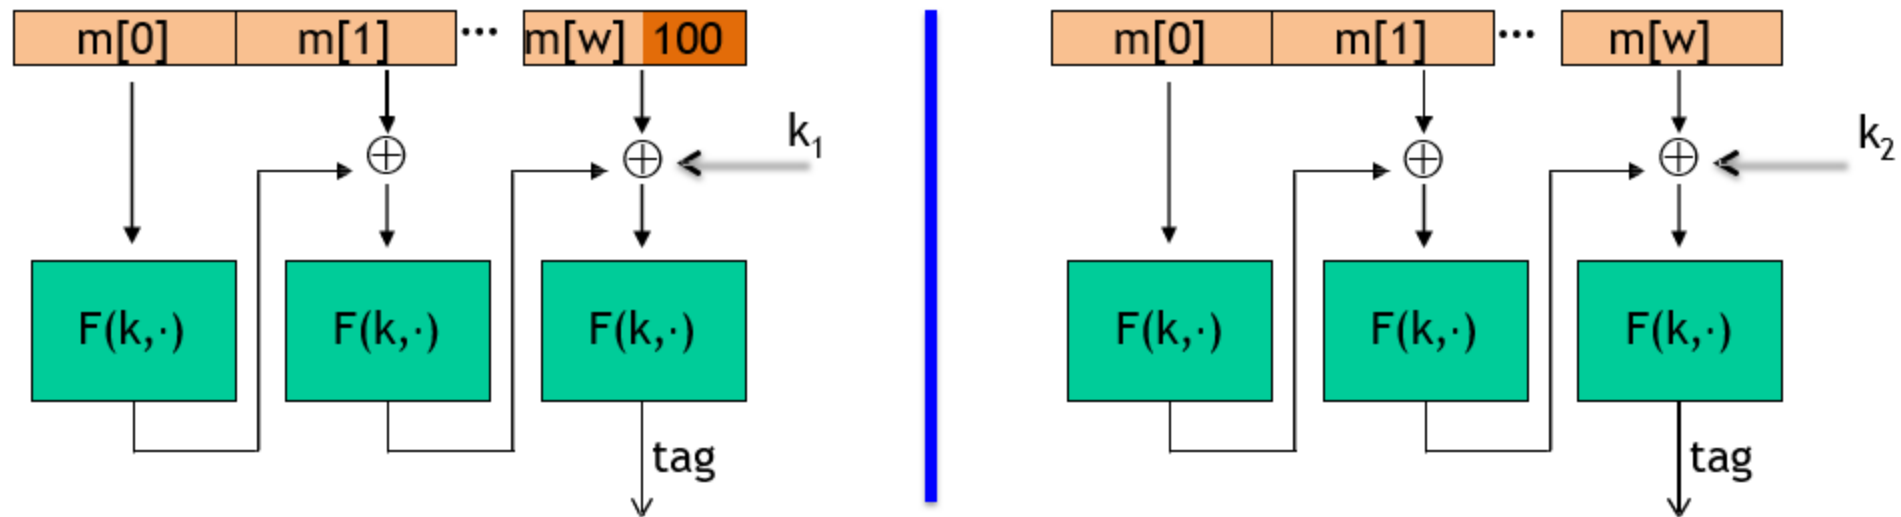 m[0] m[1] ... m[w] 100
k₁
F(k,·) F(k,·) F(k,·)
tag
m[0] m[1] ... m[w]
k₂
F(k,·) F(k,·) F(k,·)
tag